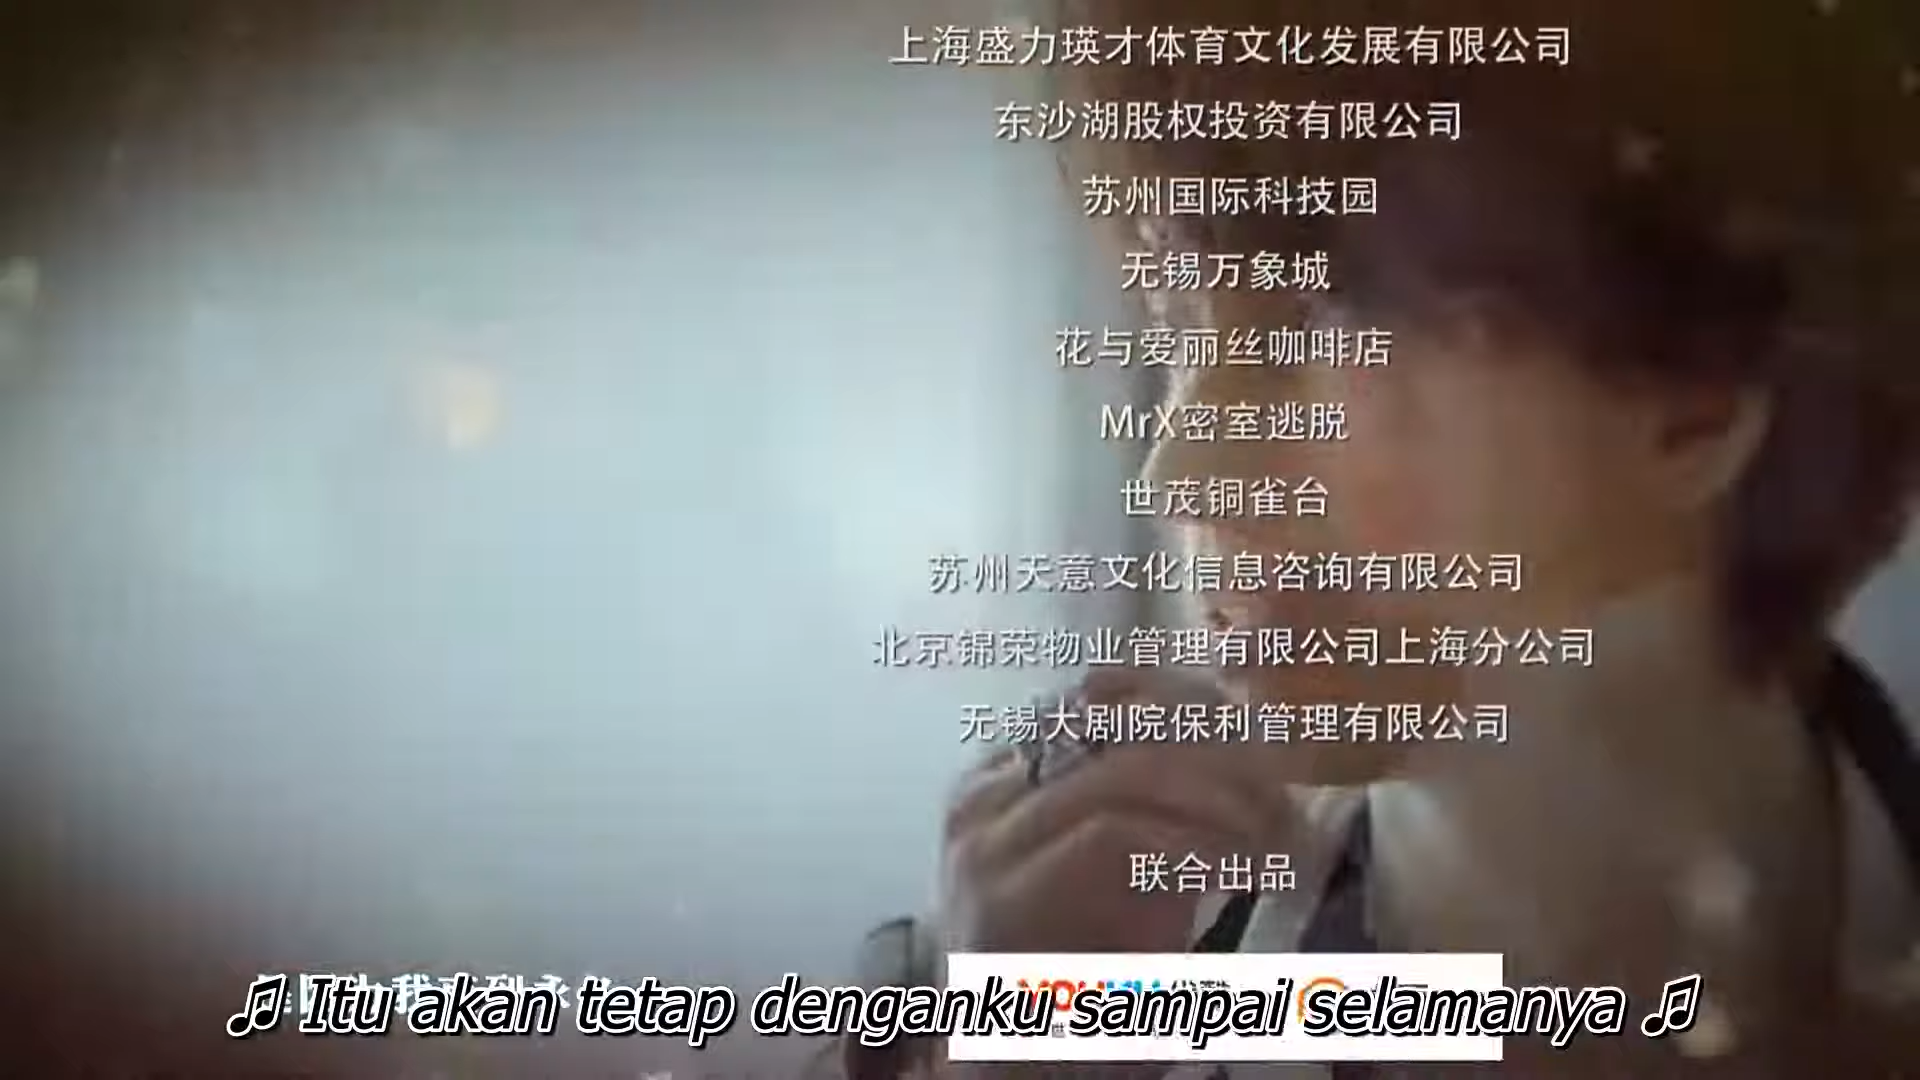 上海盛力瑛才体育文化发展有限公司
东沙湖股权投资有限公司
苏州国际科技园
无锡万象城
花与爱丽丝咖啡店
MrX密室逃脱
世茂铜雀台
苏州天意文化信息咨询有限公司
北京锦荣物业管理有限公司上海分公司
无锡大剧院保利管理有限公司
联合出品
♫ Itu akan tetap denganku sampai selamanya ♫